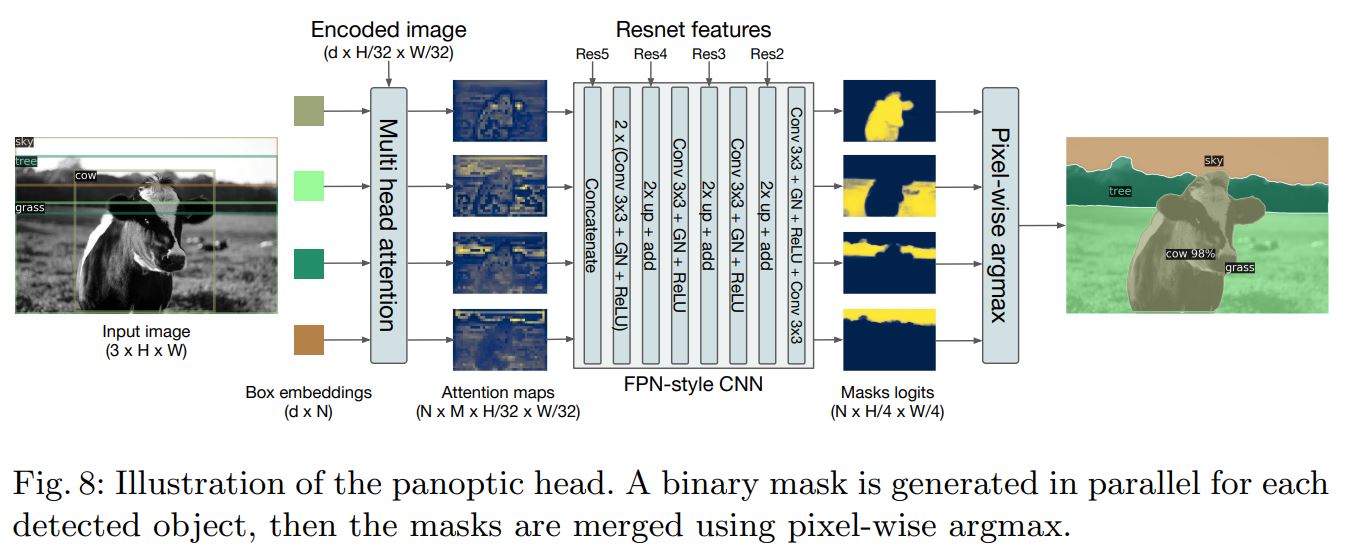 Encoded image
(d x H/32 x W/32)
Resnet features
Res5
Res4
Res3
Res2
sky
tree
cow
grass
Input image
(3 x H x W)
Box embeddings
(d x N)
Multi head attention
Attention maps
(N x M x H/32 x W/32)
Concatenate
2 x (Conv 3x3 + GN + ReLU)
2x up + add
Conv 3x3 + GN + ReLU
2x up + add
Conv 3x3 + GN + ReLU
2x up + add
Conv 3x3 + GN + ReLU + Conv 3x3
FPN-style CNN
Masks logits
(N x H/4 x W/4)
Pixel-wise argmax
sky
tree
cow 98%
grass
Fig. 8: Illustration of the panoptic head. A binary mask is generated in parallel for each
detected object, then the masks are merged using pixel-wise argmax.